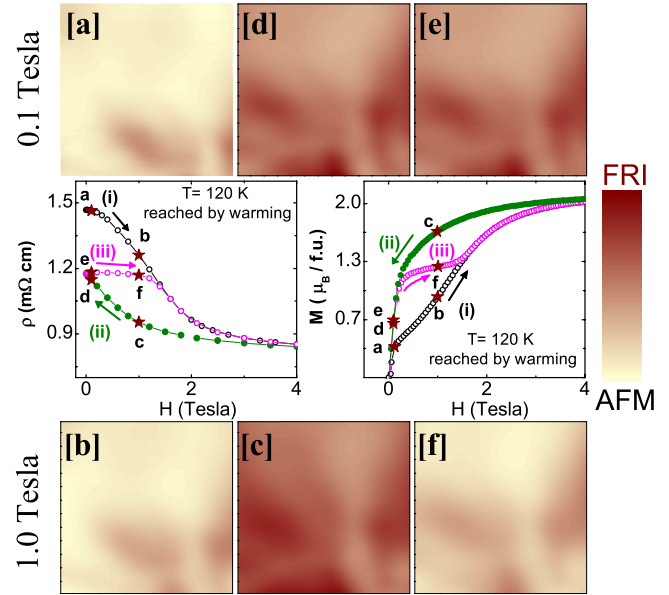 0.1 Tesla
[a] [d] [e]
FRI
AFM
1.5
1.2
0.9
ρ (mΩ cm)
a
(i)
T= 120 K
reached by warming
b
e
(iii)
d
f
(ii)
c
0 2 4
H (Tesla)
2.0
1.3
0.7
M ( μB / f.u.)
c
(ii)
(iii)
f
e
d
b
(i)
a
T= 120 K
reached by warming
0 2 4
H (Tesla)
1.0 Tesla
[b] [c] [f]